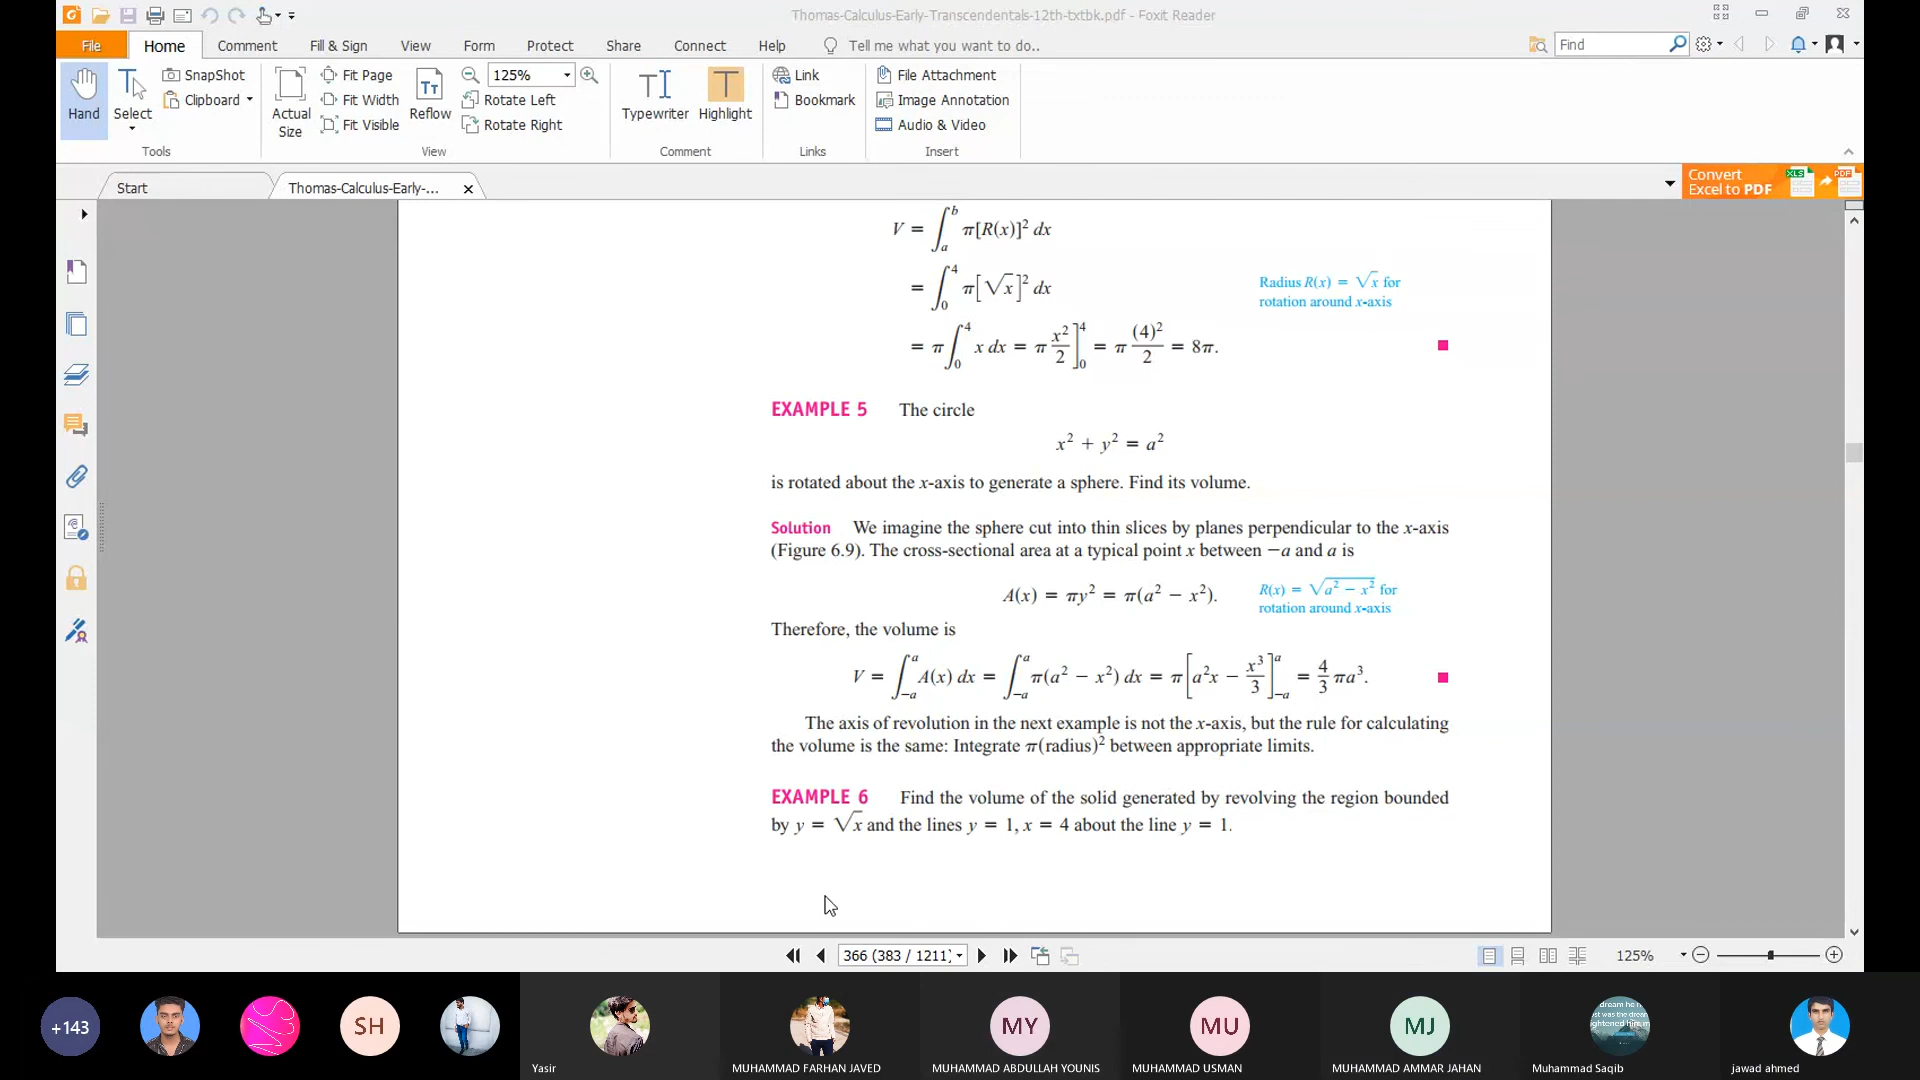 Thomas-Calculus-Early-Transcendentals-12th-txtbk.pdf - Foxit Reader
File Home Comment Fill & Sign View Form Protect Share Connect Help Tell me what you want to do.. Find
Hand
Select
SnapShot
Clipboard
Tools
Actual Size
Fit Page
Fit Width
Fit Visible
Reflow
125%
Rotate Left
Rotate Right
View
Typewriter
Highlight
Comment
Link
Bookmark
Links
File Attachment
Image Annotation
Audio & Video
Insert
Start
Thomas-Calculus-Early-...
Convert
Excel to PDF
XLS
PDF
V = ∫_a^b π[R(x)]² dx
= ∫_0^4 π[√x]² dx
Radius R(x) = √x for
rotation around x-axis
= π ∫_0^4 x dx = π x²/2 ]_0^4 = π (4)²/2 = 8π.
EXAMPLE 5 The circle
x² + y² = a²
is rotated about the x-axis to generate a sphere. Find its volume.
Solution We imagine the sphere cut into thin slices by planes perpendicular to the x-axis
(Figure 6.9). The cross-sectional area at a typical point x between −a and a is
A(x) = πy² = π(a² − x²).
R(x) = √(a² − x²) for
rotation around x-axis
Therefore, the volume is
V = ∫_{−a}^a A(x) dx = ∫_{−a}^a π(a² − x²) dx = π[a²x − x³/3]_{−a}^a = 4/3 πa³.
The axis of revolution in the next example is not the x-axis, but the rule for calculating
the volume is the same: Integrate π(radius)² between appropriate limits.
EXAMPLE 6 Find the volume of the solid generated by revolving the region bounded
by y = √x and the lines y = 1, x = 4 about the line y = 1.
366 (383 / 1211)
125%
+143
SH
MY
MU
MJ
Yasir
MUHAMMAD FARHAN JAVED
MUHAMMAD ABDULLAH YOUNIS
MUHAMMAD USMAN
MUHAMMAD AMMAR JAHAN
Muhammad Saqib
jawad ahmed